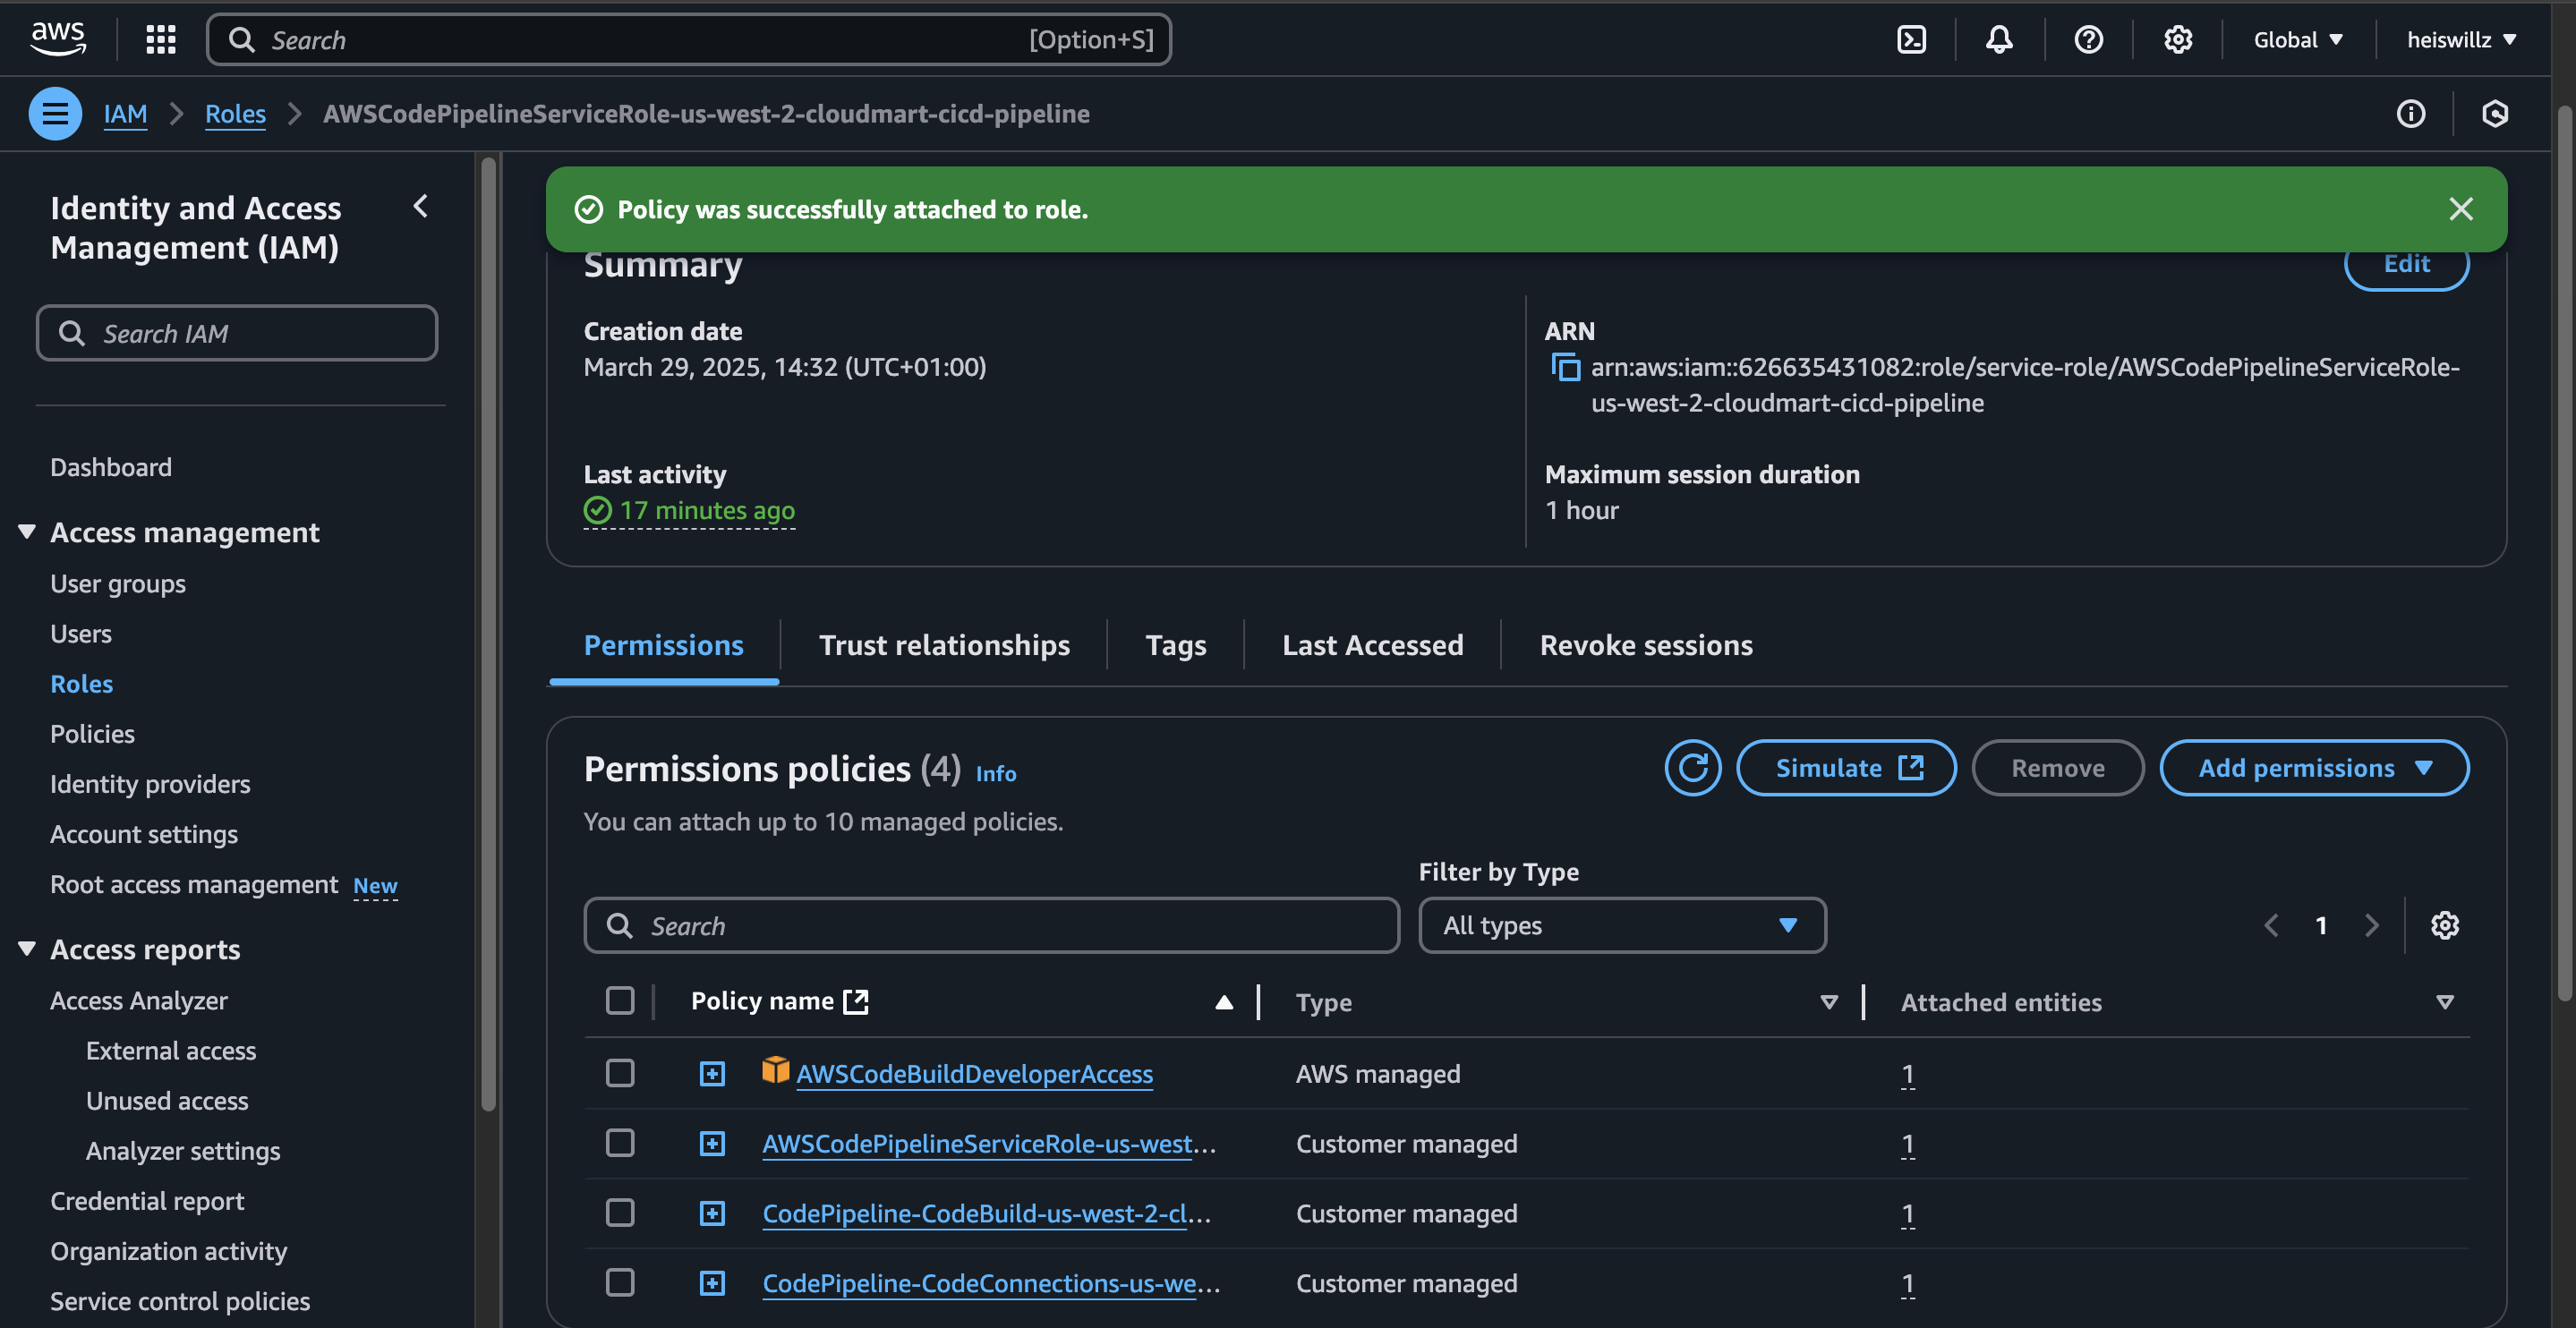 aws
Search [Option+S]
Global
heiswillz
IAM
Roles
AWSCodePipelineServiceRole-us-west-2-cloudmart-cicd-pipeline
Identity and Access
Management (IAM)
Search IAM
Dashboard
Access management
User groups
Users
Roles
Policies
Identity providers
Account settings
Root access management New
Access reports
Access Analyzer
External access
Unused access
Analyzer settings
Credential report
Organization activity
Service control policies
Policy was successfully attached to role.
Summary
Edit
Creation date
March 29, 2025, 14:32 (UTC+01:00)
ARN
arn:aws:iam::626635431082:role/service-role/AWSCodePipelineServiceRole-
us-west-2-cloudmart-cicd-pipeline
Last activity
17 minutes ago
Maximum session duration
1 hour
Permissions
Trust relationships
Tags
Last Accessed
Revoke sessions
Permissions policies (4) Info
Simulate
Remove
Add permissions
You can attach up to 10 managed policies.
Filter by Type
Search
All types
1
Policy name
Type
Attached entities
AWSCodeBuildDeveloperAccess AWS managed 1
AWSCodePipelineServiceRole-us-west... Customer managed 1
CodePipeline-CodeBuild-us-west-2-cl... Customer managed 1
CodePipeline-CodeConnections-us-we... Customer managed 1